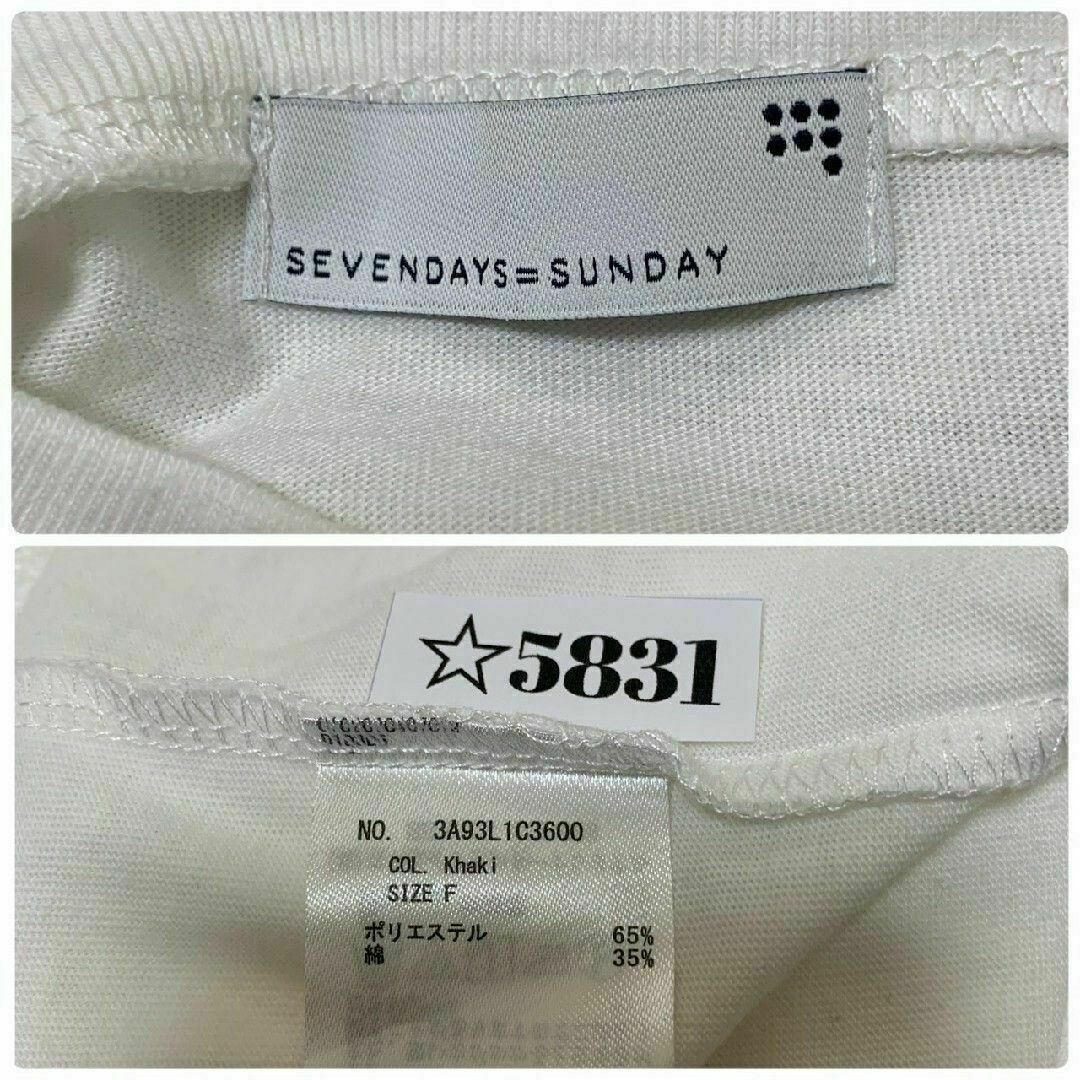 SEVENDAYS=SUNDAY
☆5831
NO. 3A93L1C3600
COL. Khaki
SIZE F
ポリエステル 65%
綿 35%